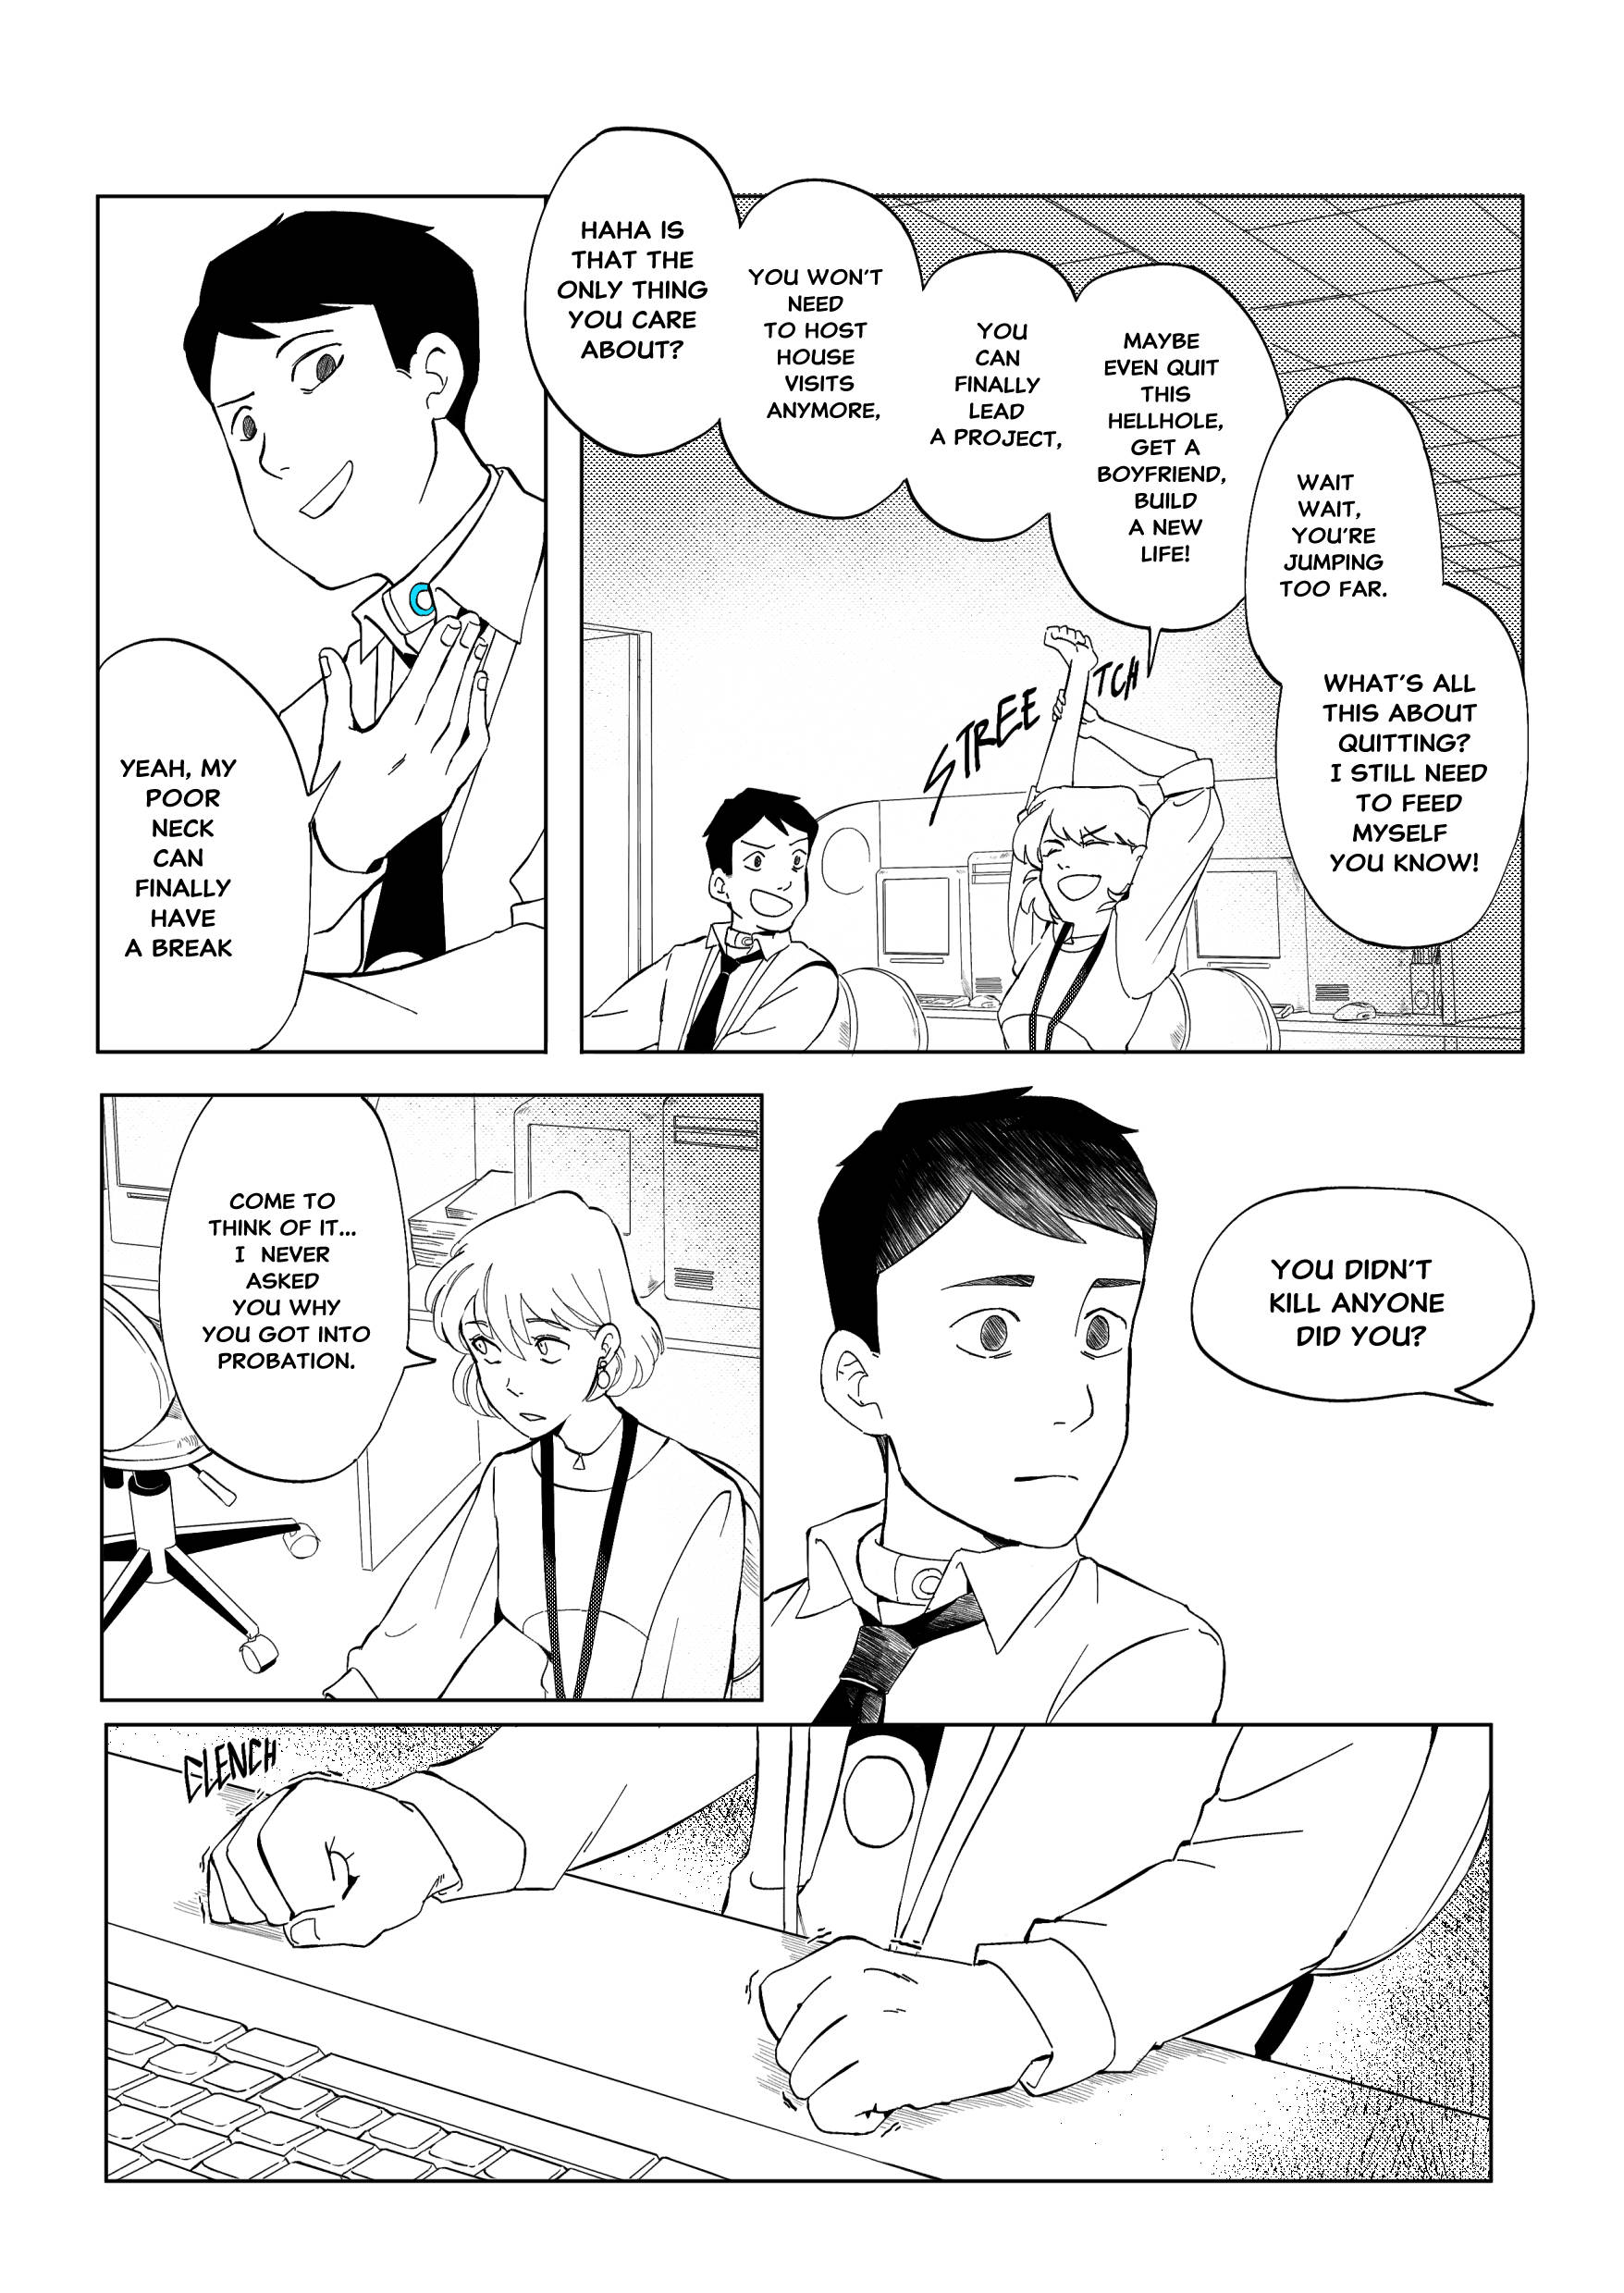 YEAH, MY
POOR
NECK
CAN
FINALLY
HAVE
A BREAK
HAHA IS
THAT THE
ONLY THING
YOU CARE
ABOUT?
YOU WON'T
NEED
TO HOST
HOUSE
VISITS
ANYMORE,
YOU
CAN
FINALLY
LEAD
A PROJECT,
MAYBE
EVEN QUIT
THIS
HELLHOLE,
GET A
BOYFRIEND,
BUILD
A NEW
LIFE!
STREETCH
WAIT
WAIT,
YOU'RE
JUMPING
TOO FAR.
WHAT'S ALL
THIS ABOUT
QUITTING?
I STILL NEED
TO FEED
MYSELF
YOU KNOW!
COME TO
THINK OF IT...
I NEVER
ASKED
YOU WHY
YOU GOT INTO
PROBATION.
YOU DIDN'T
KILL ANYONE
DID YOU?
CLENCH